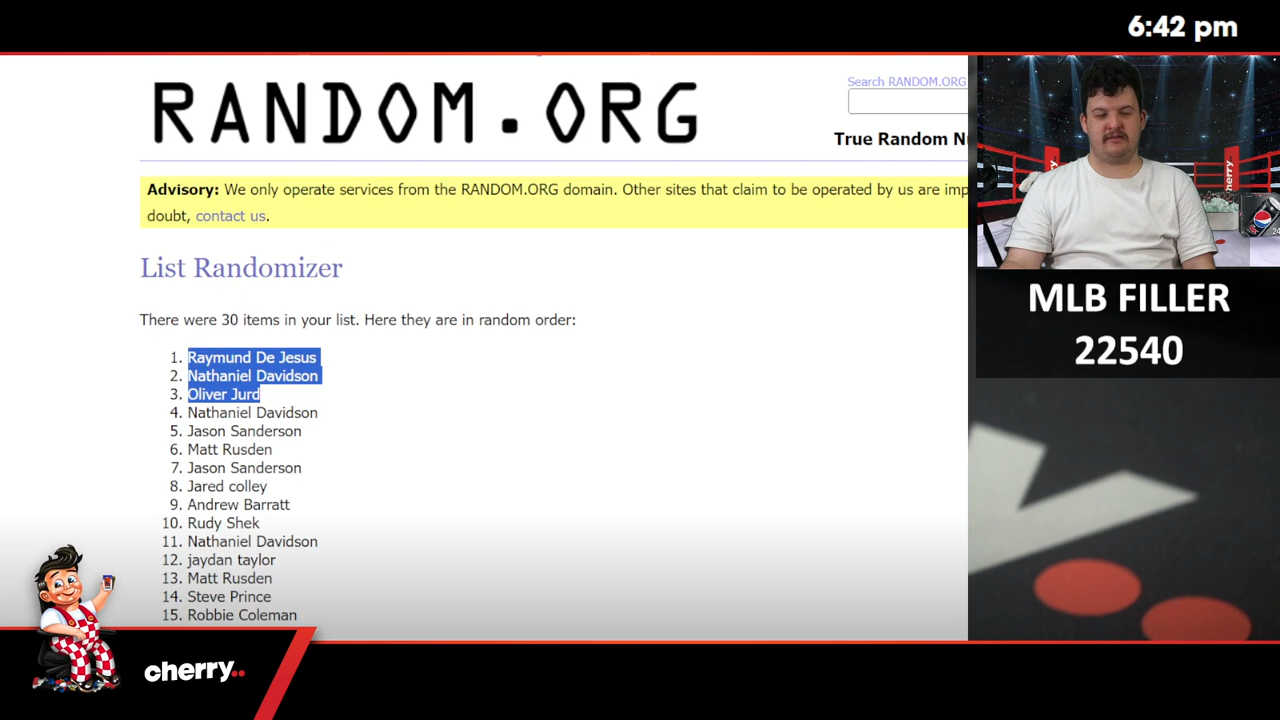 6:42 pm
RANDOM.ORG
Search RANDOM.ORG
True Random N
Advisory: We only operate services from the RANDOM.ORG domain. Other sites that claim to be operated by us are imp
doubt, contact us.
List Randomizer
There were 30 items in your list. Here they are in random order:
1. Raymund De Jesus
2. Nathaniel Davidson
3. Oliver Jurd
4. Nathaniel Davidson
5. Jason Sanderson
6. Matt Rusden
7. Jason Sanderson
8. Jared colley
9. Andrew Barratt
10. Rudy Shek
11. Nathaniel Davidson
12. jaydan taylor
13. Matt Rusden
14. Steve Prince
15. Robbie Coleman
MLB FILLER
22540
cherry..